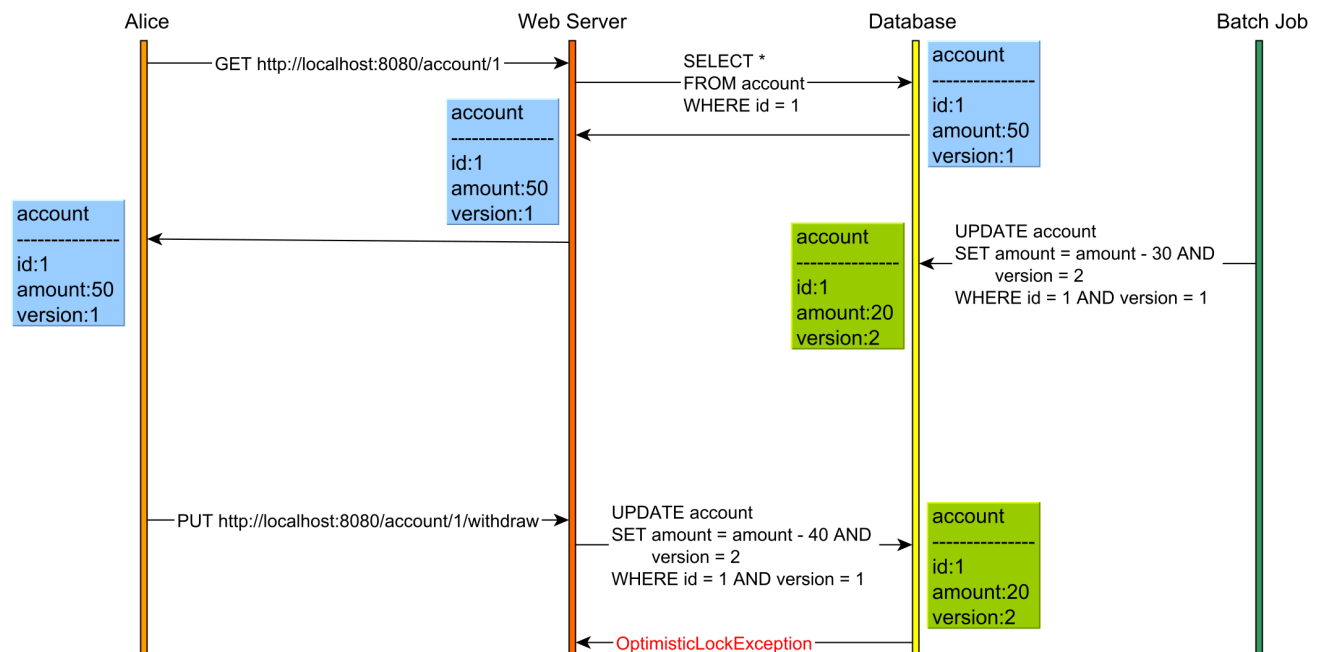 Alice
Web Server
Database
Batch Job
GET http://localhost:8080/account/1
SELECT *
FROM account
WHERE id = 1
account
---------------
id:1
amount:50
version:1
account
---------------
id:1
amount:50
version:1
account
---------------
id:1
amount:50
version:1
UPDATE account
SET amount = amount - 30 AND
version = 2
WHERE id = 1 AND version = 1
account
---------------
id:1
amount:20
version:2
PUT http://localhost:8080/account/1/withdraw
UPDATE account
SET amount = amount - 40 AND
version = 2
WHERE id = 1 AND version = 1
account
---------------
id:1
amount:20
version:2
OptimisticLockException